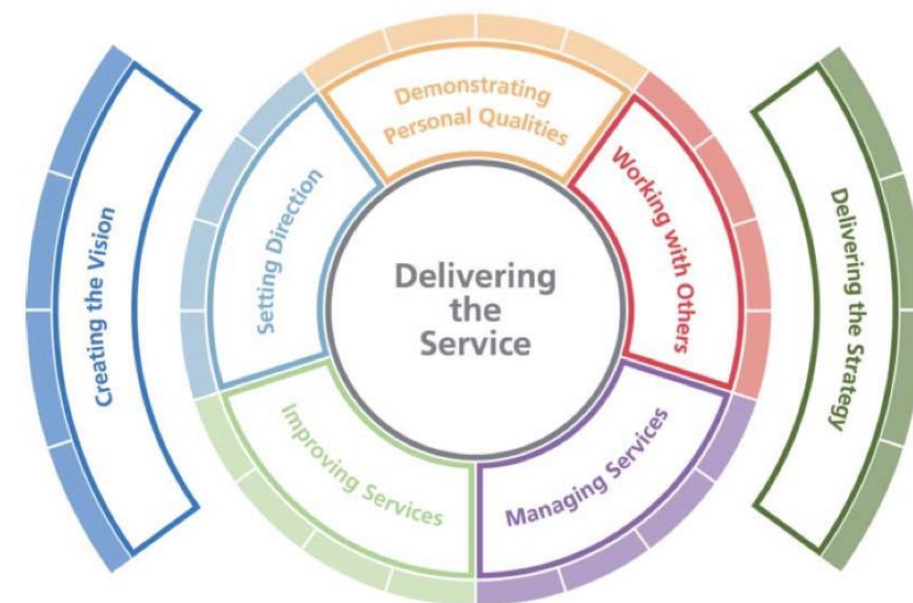 Demonstrating
Personal Qualities
Setting Direction
Working with Others
Creating the Vision
Delivering
the
Service
Delivering the Strategy
Improving Services
Managing Services